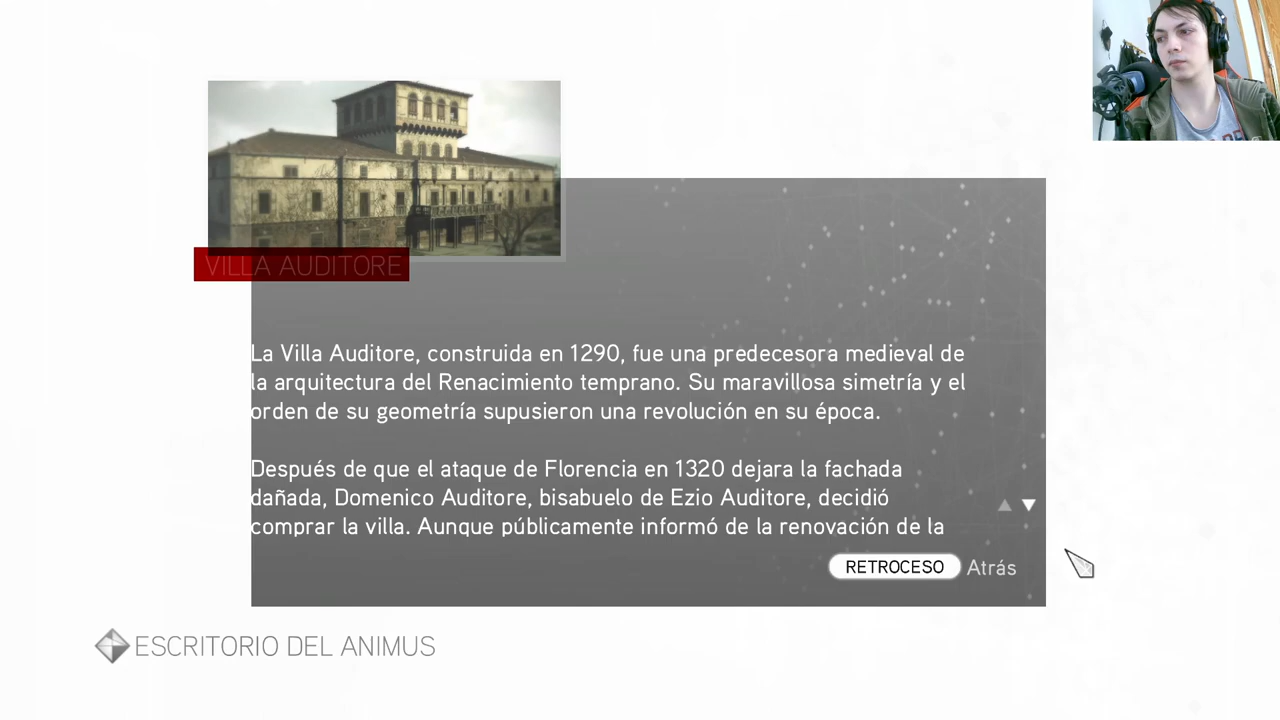 VILLA AUDITORE
La Villa Auditore, construida en 1290, fue una predecesora medieval de
la arquitectura del Renacimiento temprano. Su maravillosa simetría y el
orden de su geometría supusieron una revolución en su época.
Después de que el ataque de Florencia en 1320 dejara la fachada
dañada, Domenico Auditore, bisabuelo de Ezio Auditore, decidió
comprar la villa. Aunque públicamente informó de la renovación de la
RETROCESO Atrás
ESCRITORIO DEL ANIMUS